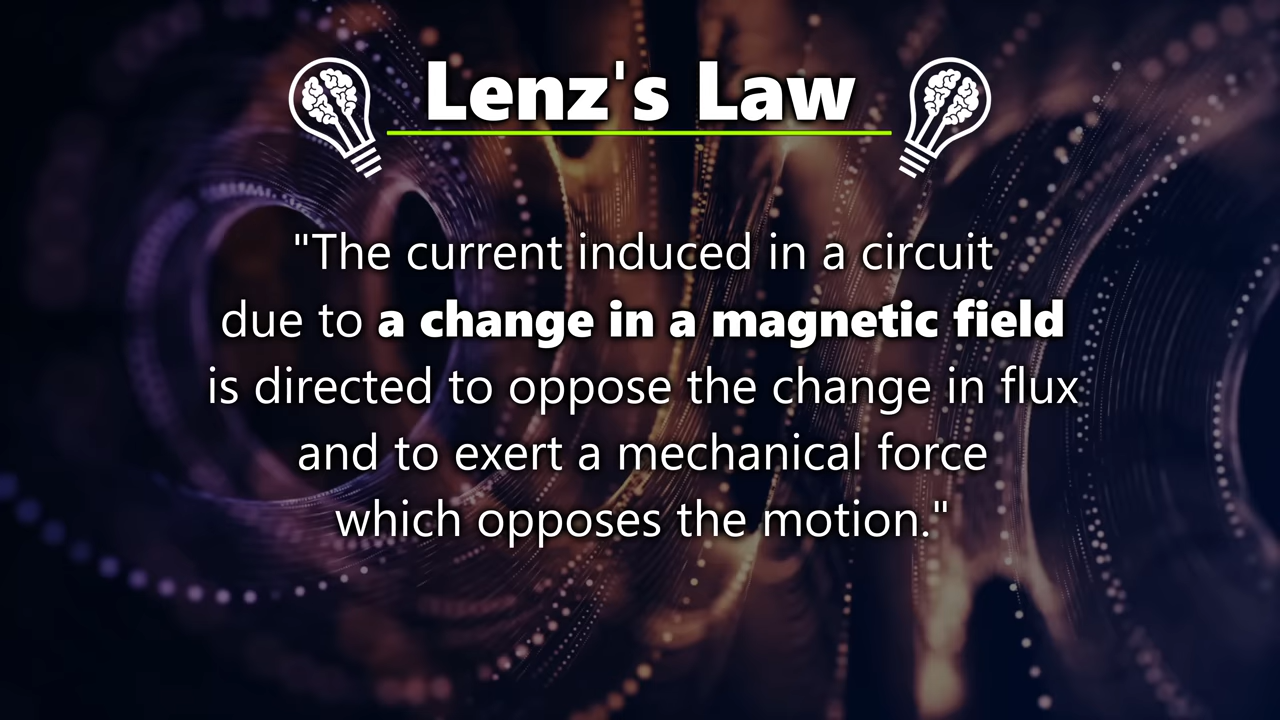 Lenz's Law
"The current induced in a circuit
due to a change in a magnetic field
is directed to oppose the change in flux
and to exert a mechanical force
which opposes the motion."